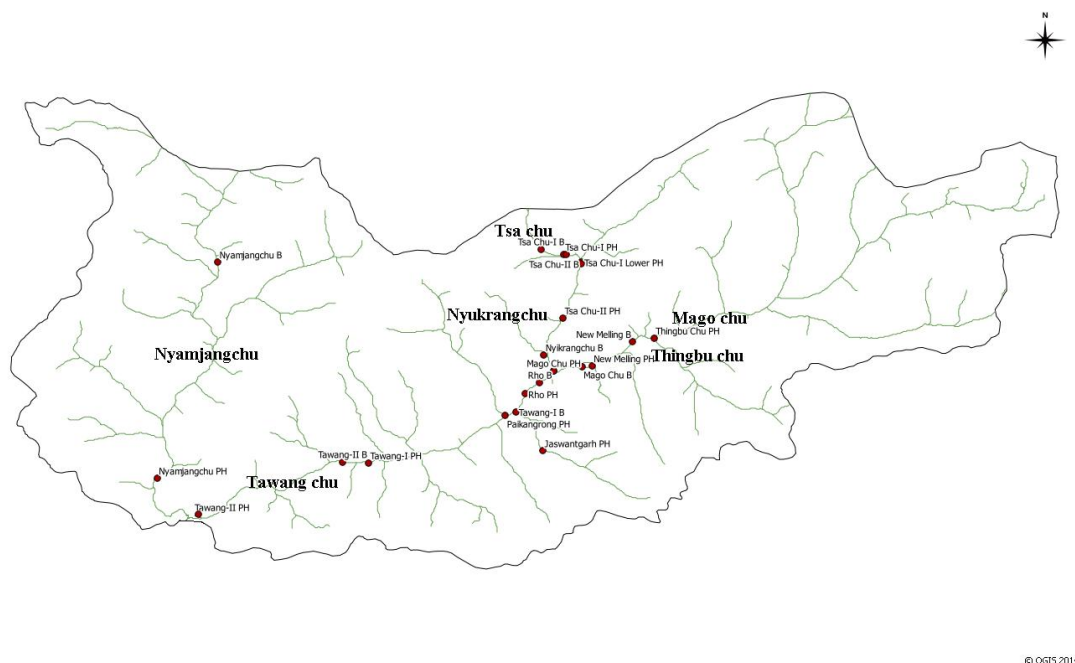 N
Tsa chu
Tsa Chu-I B
Tsa Chu-I PH
Nyamjangchu B
Tsa Chu-II B
Tsa Chu-I Lower PH
Tsa Chu-II PH
Nyukrangchu
Mago chu
New Melling B
Thingbu Chu PH
Nyikrangchu B
Nyamjangchu
Thingbu chu
Mago Chu PH
New Melling PH
Rho B
Mago Chu B
Rho PH
Tawang-I B
Paikangrong PH
Jaswantgarh PH
Tawang-II B
Tawang-I PH
Nyamjangchu PH
Tawang chu
Tawang-II PH
© QGIS 201